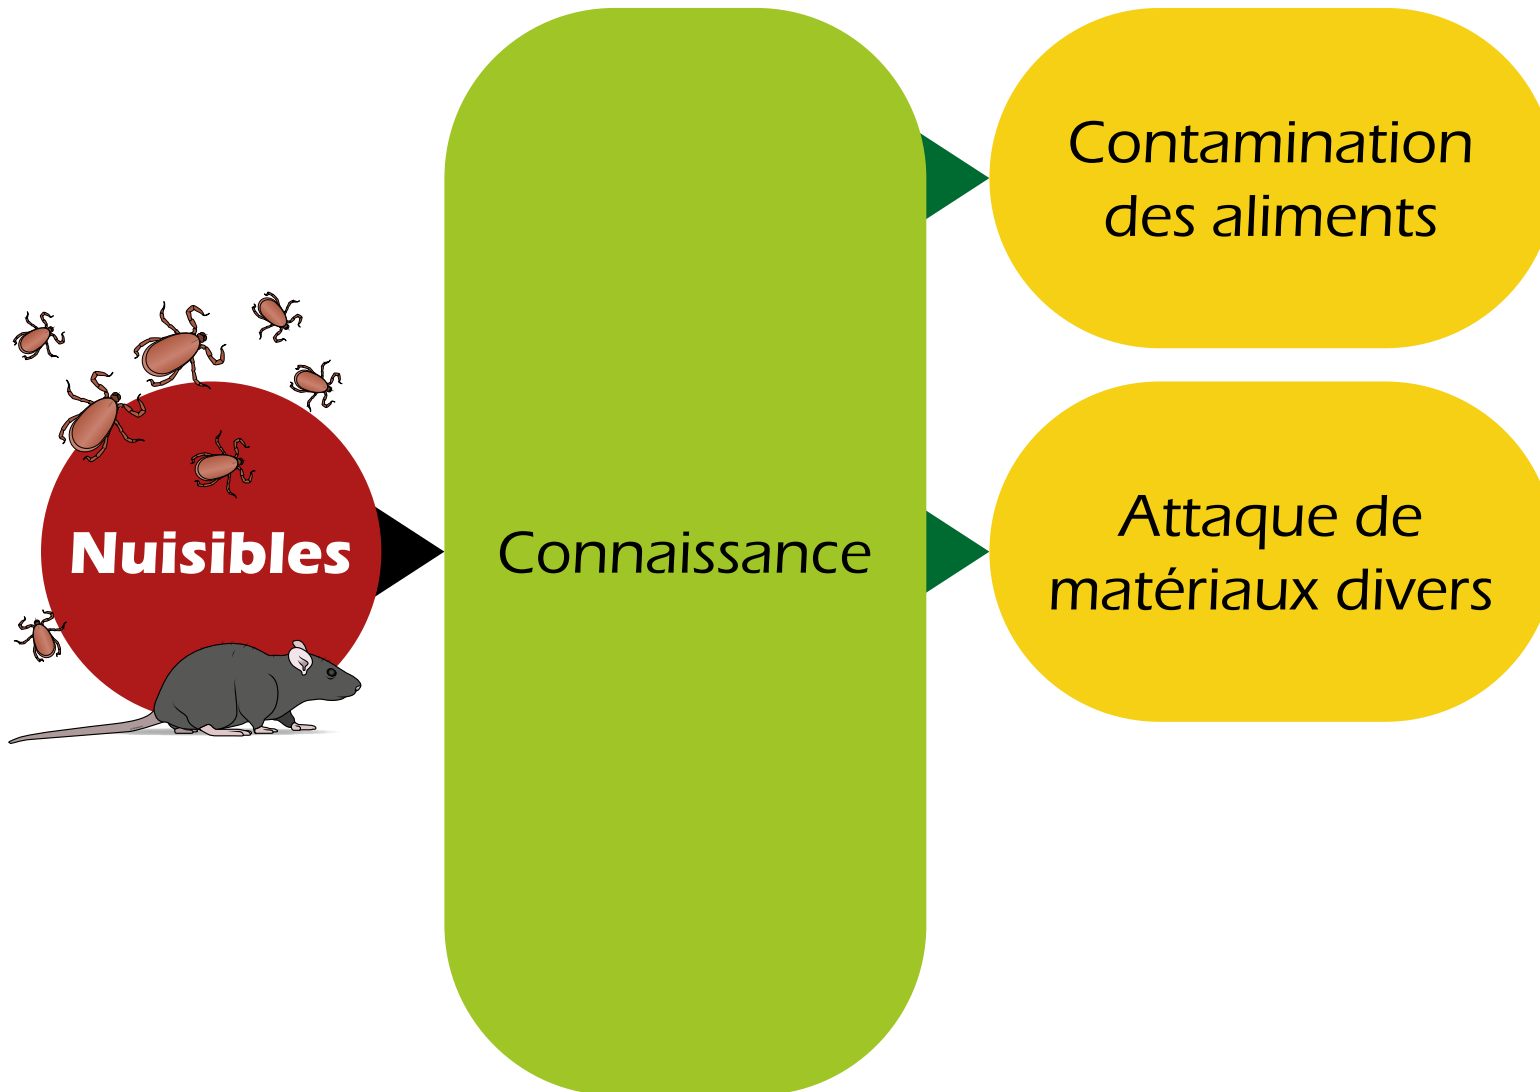 Contamination
des aliments
Nuisibles
Connaissance
Attaque de
matériaux divers